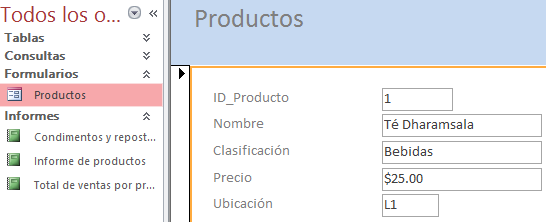 Todos los o...
Tablas
Consultas
Formularios
Productos
Informes
Condimentos y repost...
Informe de productos
Total de ventas por pr...
Productos
ID_Producto 1
Nombre Té Dharamsala
Clasificación Bebidas
Precio $25.00
Ubicación L1